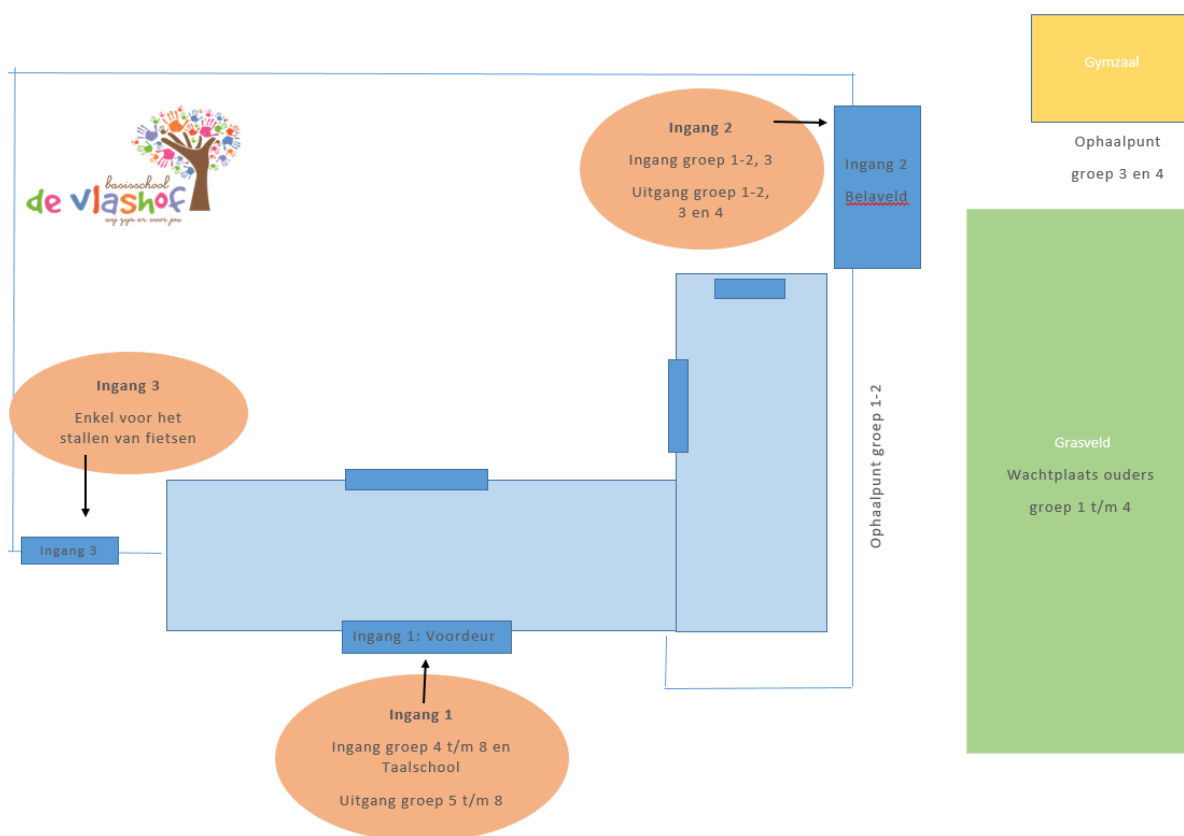 Gymzaal
Ophaalpunt
groep 3 en 4
basisschool
de vlashof
wij zijn er voor jou
Ingang 2
Ingang groep 1-2, 3
Uitgang groep 1-2,
3 en 4
Ingang 2
Belaveld
Ingang 3
Enkel voor het
stallen van fietsen
Ingang 3
Ophaalpunt groep 1-2
Grasveld
Wachtplaats ouders
groep 1 t/m 4
Ingang 1: Voordeur
Ingang 1
Ingang groep 4 t/m 8 en
Taalschool
Uitgang groep 5 t/m 8